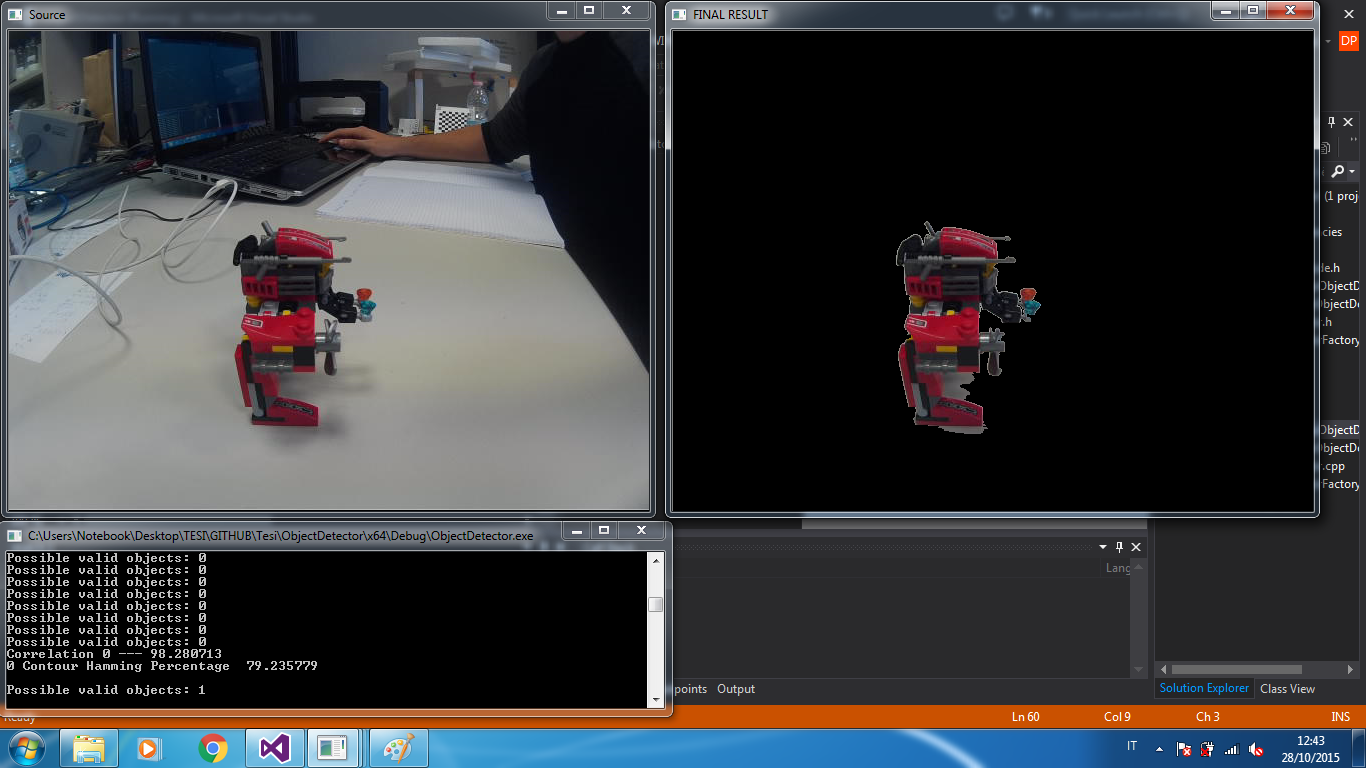 Source
FINAL RESULT
DP
(1 proj
cies
de.h
ObjectD
ObjectDe
r.h
Factory
ObjectD
ObjectDe
.cpp
Factory
C:\Users\Notebook\Desktop\TESI\GITHUB\Tesi\ObjectDetector\x64\Debug\ObjectDetector.exe
Possible valid objects: 0
Possible valid objects: 0
Possible valid objects: 0
Possible valid objects: 0
Possible valid objects: 0
Possible valid objects: 0
Possible valid objects: 0
Possible valid objects: 0
Correlation 0 --- 98.280713
0 Contour Hamming Percentage  79.235779
Possible valid objects: 1
Lang
points Output
Solution Explorer Class View
Ready Ln 60 Col 9 Ch 3 INS
IT 12:43
28/10/2015